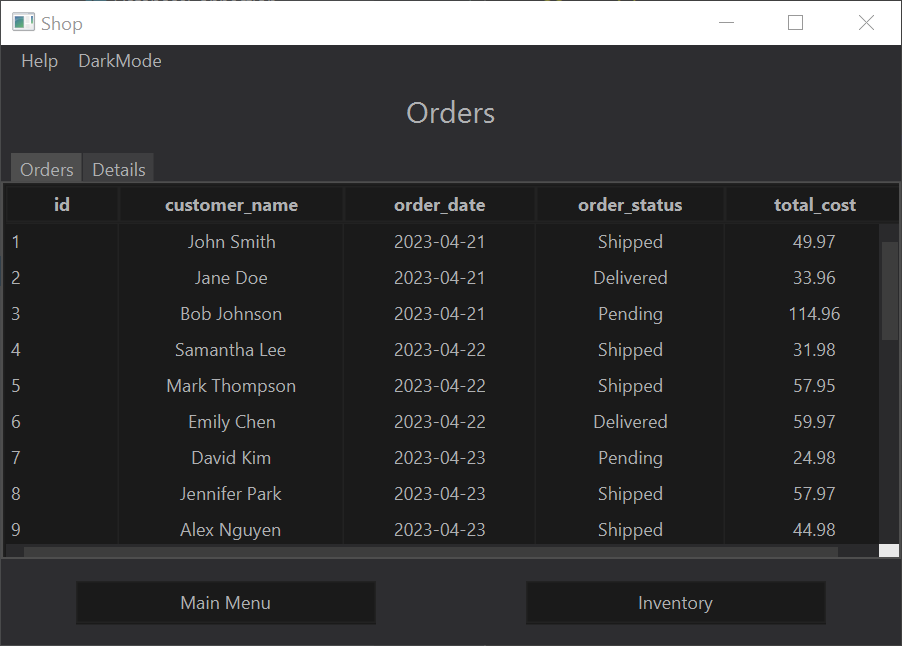 Shop
Help DarkMode
Orders
Orders Details
id customer_name order_date order_status total_cost
1 John Smith 2023-04-21 Shipped 49.97
2 Jane Doe 2023-04-21 Delivered 33.96
3 Bob Johnson 2023-04-21 Pending 114.96
4 Samantha Lee 2023-04-22 Shipped 31.98
5 Mark Thompson 2023-04-22 Shipped 57.95
6 Emily Chen 2023-04-22 Delivered 59.97
7 David Kim 2023-04-23 Pending 24.98
8 Jennifer Park 2023-04-23 Shipped 57.97
9 Alex Nguyen 2023-04-23 Shipped 44.98
Main Menu Inventory